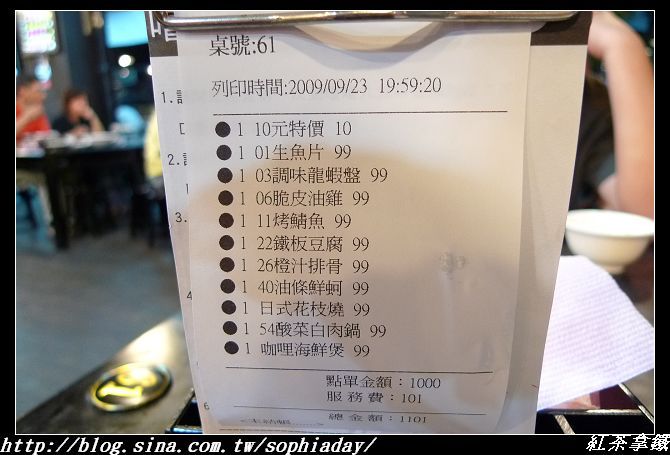 桌號:61
列印時間:2009/09/23 19:59:20
●1 10元特價 10
●1 01生魚片 99
●1 03調味龍蝦盤 99
●1 06脆皮油雞 99
●1 11烤鯖魚 99
●1 22鐵板豆腐 99
●1 26橙汁排骨 99
●1 40油條鮮蚵 99
●1 日式花枝燒 99
●1 54酸菜白肉鍋 99
●1 咖哩海鮮煲 99
點單金額：1000
服務費：101
總金額：1101
1.
2.
3.
http://blog.sina.com.tw/sophiaday/
紅茶拿鐵